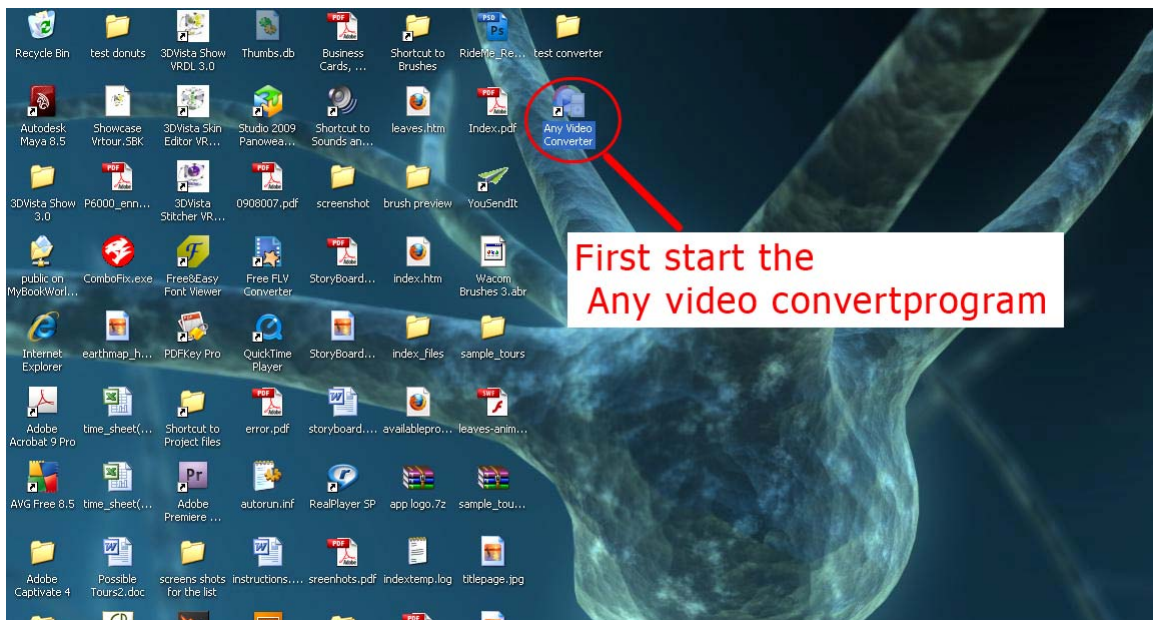 Recycle Bin
test donuts
3DVista Show
VRDL 3.0
Thumbs.db
Business
Cards, ...
Shortcut to
Brushes
RideMe_Re...
test converter
Autodesk
Maya 8.5
Showcase
Vrtour.SBK
3DVista Skin
Editor VR...
Studio 2009
Panowea...
Shortcut to
Sounds an...
leaves.htm
Index.pdf
Any Video
Converter
3DVista Show
3.0
P6000_enn...
3DVista
Stitcher VR...
0908007.pdf
screenshot
brush preview
YouSendIt
First start the
Any video convertprogram
public on
MyBookWorl...
ComboFix.exe
Free&Easy
Font Viewer
Free FLV
Converter
StoryBoard...
index.htm
Wacom
Brushes 3.abr
Internet
Explorer
earthmap_h...
PDFKey Pro
QuickTime
Player
StoryBoard...
index_files
sample_tours
Adobe
Acrobat 9 Pro
time_sheet(...
Shortcut to
Project files
error.pdf
storyboard....
availablepro...
leaves-anim...
AVG Free 8.5
time_sheet(...
Adobe
Premiere ...
autorun.inf
RealPlayer SP
app logo.7z
sample_tou...
Adobe
Captivate 4
Possible
Tours2.doc
screens shots
for the list
instructions....
sreenhots.pdf
indextemp.log
titlepage.jpg